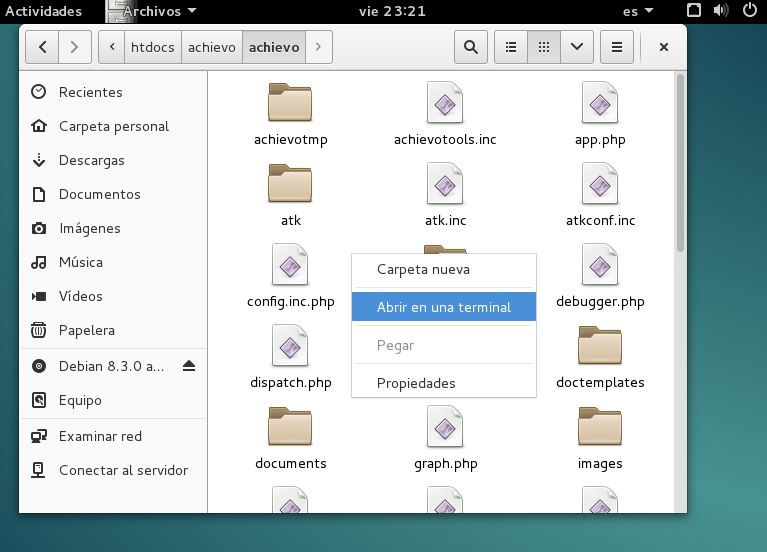 Actividades
Archivos
vie 23:21
es
htdocs
achievo
achievo
Recientes
Carpeta personal
Descargas
Documentos
Imágenes
Música
Vídeos
Papelera
Debian 8.3.0 a...
Equipo
Examinar red
Conectar al servidor
achievotmp
achievotools.inc
app.php
atk
atk.inc
atkconf.inc
config.inc.php
debugger.php
dispatch.php
doctemplates
documents
graph.php
images
Carpeta nueva
Abrir en una terminal
Pegar
Propiedades